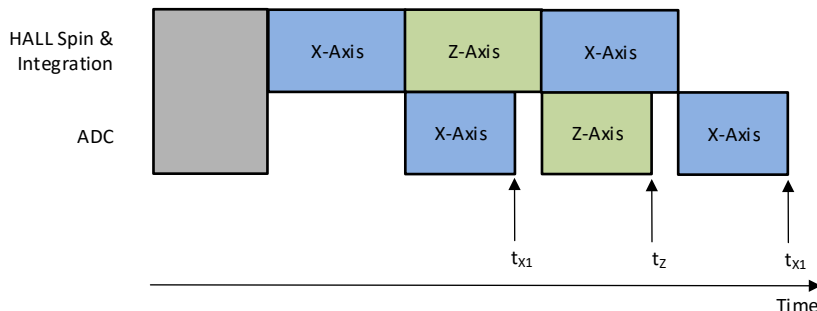 HALL Spin &
Integration
X-Axis
Z-Axis
X-Axis
ADC
X-Axis
Z-Axis
X-Axis
tX1
tZ
tX1
Time